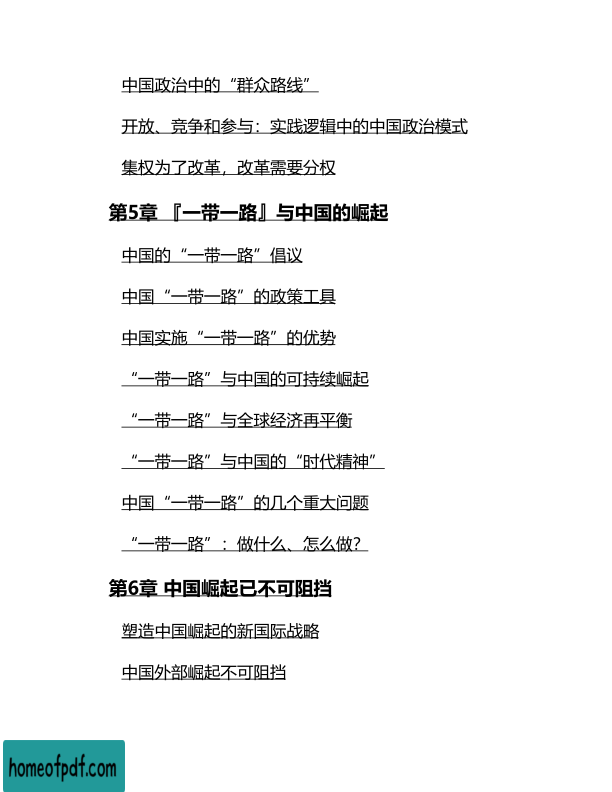 中国政治中的“群众路线”
开放、竞争和参与：实践逻辑中的中国政治模式
集权为了改革，改革需要分权
第5章 『一带一路』与中国的崛起
中国的“一带一路”倡议
中国“一带一路”的政策工具
中国实施“一带一路”的优势
“一带一路”与中国的可持续崛起
“一带一路”与全球经济再平衡
“一带一路”与中国的“时代精神”
中国“一带一路”的几个重大问题
“一带一路”：做什么、怎么做？
第6章 中国崛起已不可阻挡
塑造中国崛起的新国际战略
中国外部崛起不可阻挡
homeofpdf.com